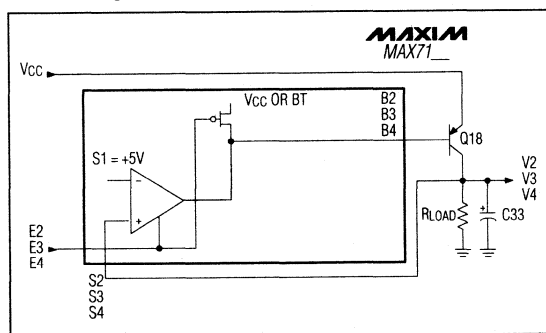 MAXIM
MAX71__
VCC
VCC OR BT
B2
B3
B4
Q18
S1 = +5V
V2
V3
V4
−
+
RLOAD
+
C33
E2
E3
E4
S2
S3
S4